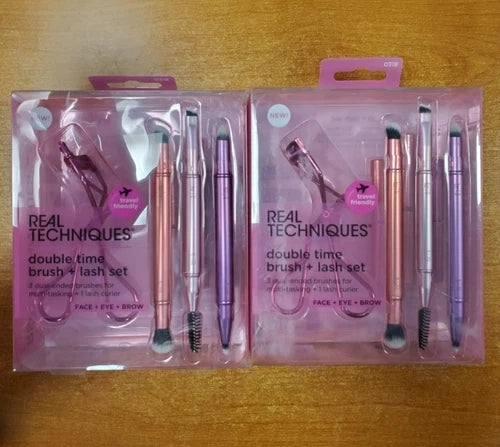 NEW!
travel
friendly
REAL
TECHNIQUES
double time
brush + lash set
3 dual-ended brushes for
multi-tasking + 1 lash curler
FACE + EYE + BROW
0318
NEW!
travel
friendly
REAL
TECHNIQUES
double time
brush + lash set
3 dual-ended brushes for
multi-tasking + 1 lash curler
FACE + EYE + BROW